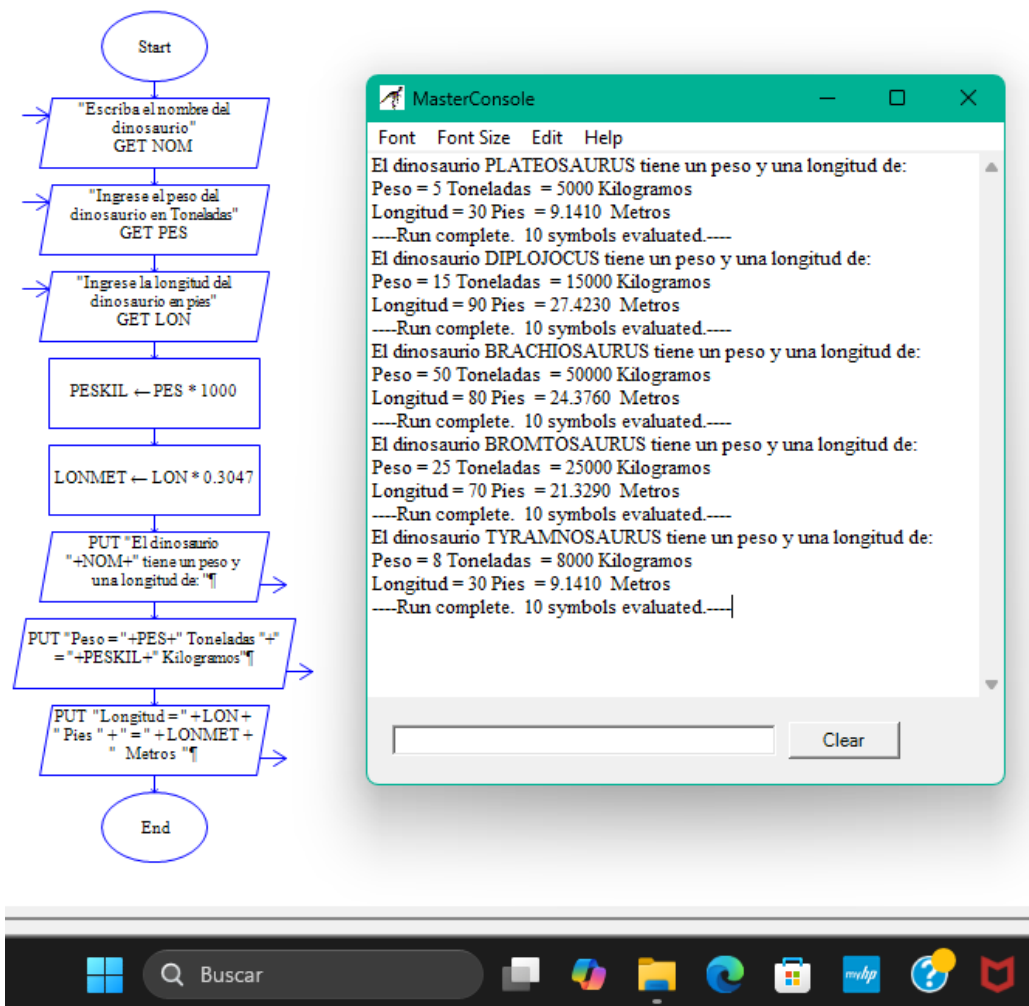 Start
"Escriba el nombre del
dinosaurio"
GET NOM
"Ingrese el peso del
dinosaurio en Toneladas"
GET PES
"Ingrese la longitud del
dinosaurio en pies"
GET LON
PESKIL ← PES * 1000
LONMET ← LON * 0.3047
PUT "El dinosaurio
"+NOM+" tiene un peso y
una longitud de: "¶
PUT "Peso = "+PES+" Toneladas "+"
= "+PESKIL+" Kilogramos"¶
PUT "Longitud = " +LON+
" Pies " + " = " +LONMET +
" Metros "¶
End
MasterConsole
Font Font Size Edit Help
El dinosaurio PLATEOSAURUS tiene un peso y una longitud de:
Peso = 5 Toneladas = 5000 Kilogramos
Longitud = 30 Pies = 9.1410 Metros
----Run complete. 10 symbols evaluated.----
El dinosaurio DIPLOJOCUS tiene un peso y una longitud de:
Peso = 15 Toneladas = 15000 Kilogramos
Longitud = 90 Pies = 27.4230 Metros
----Run complete. 10 symbols evaluated.----
El dinosaurio BRACHIOSAURUS tiene un peso y una longitud de:
Peso = 50 Toneladas = 50000 Kilogramos
Longitud = 80 Pies = 24.3760 Metros
----Run complete. 10 symbols evaluated.----
El dinosaurio BROMTOSAURUS tiene un peso y una longitud de:
Peso = 25 Toneladas = 25000 Kilogramos
Longitud = 70 Pies = 21.3290 Metros
----Run complete. 10 symbols evaluated.----
El dinosaurio TYRAMNOSAURUS tiene un peso y una longitud de:
Peso = 8 Toneladas = 8000 Kilogramos
Longitud = 30 Pies = 9.1410 Metros
----Run complete. 10 symbols evaluated.----
Clear
Buscar
myhp